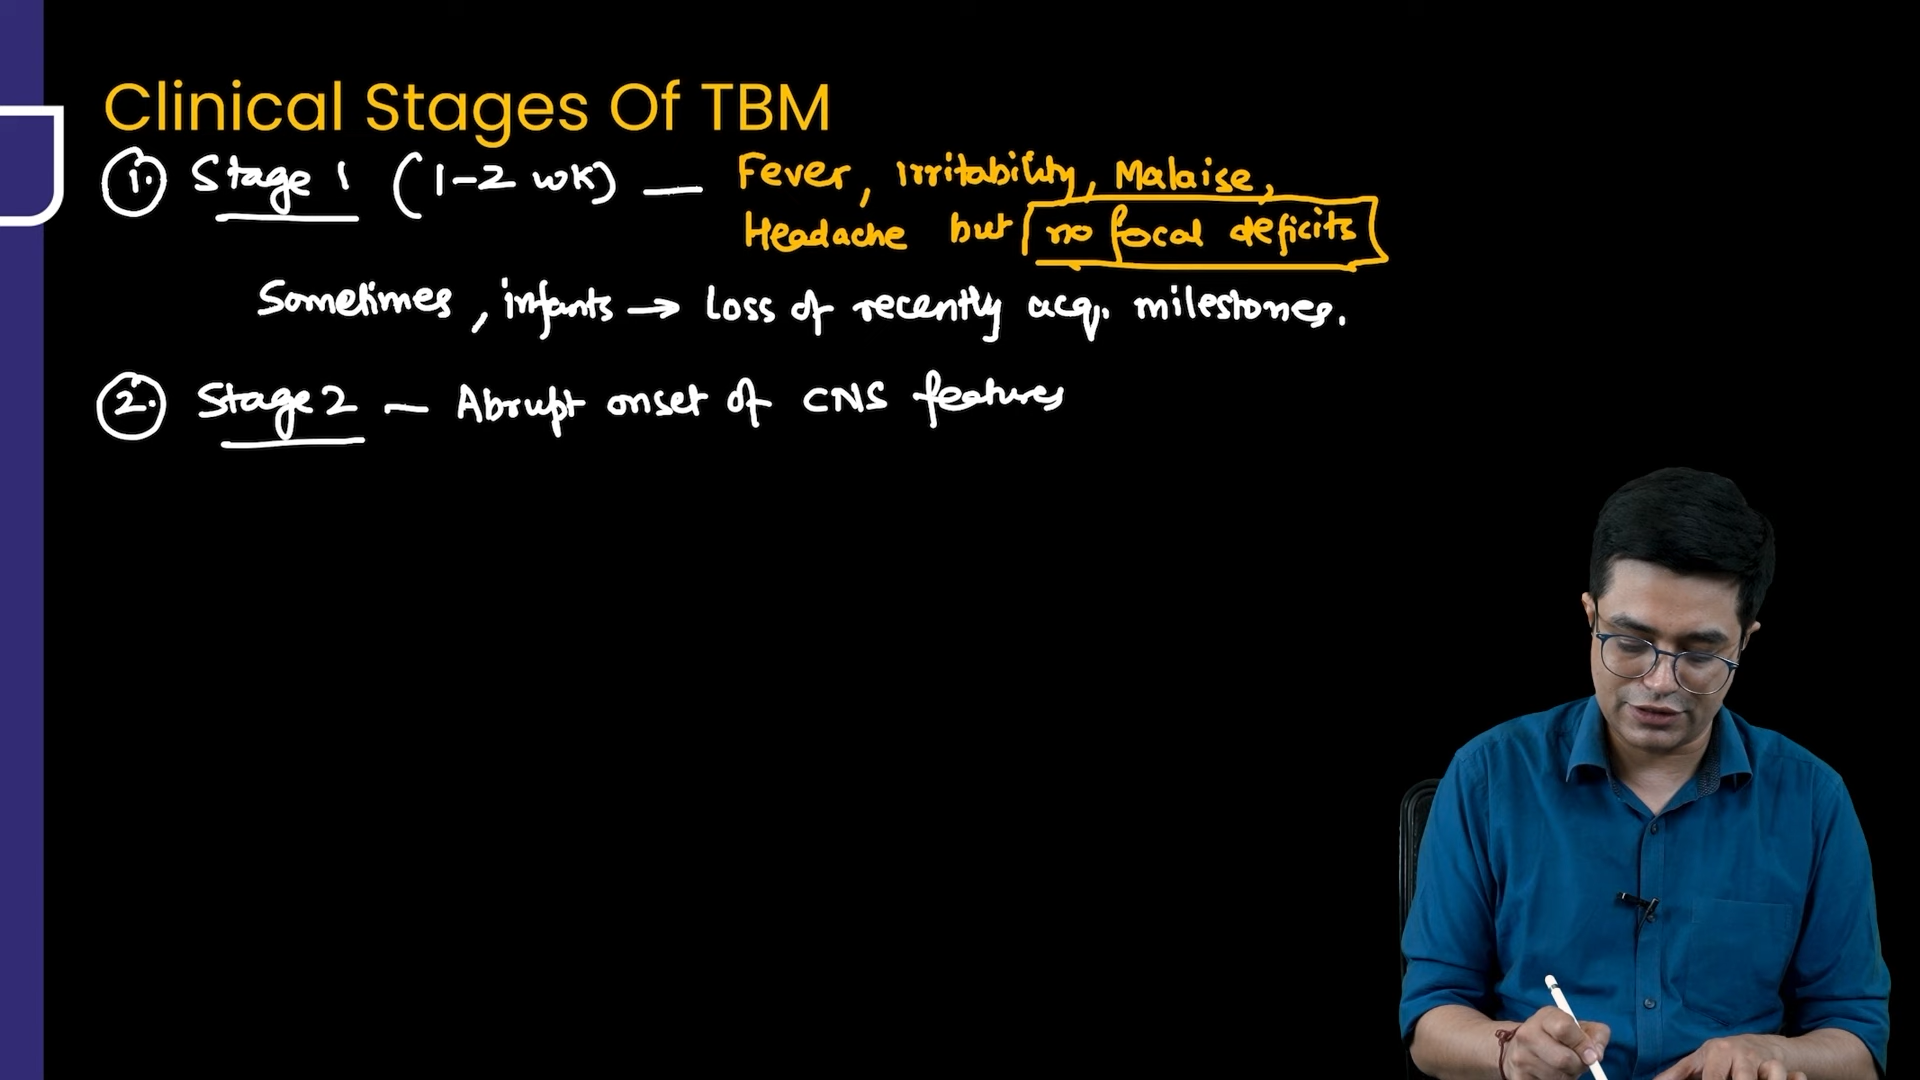 Clinical Stages Of TBM
1. Stage 1 (1-2 wk) — Fever, Irritability, Malaise,
Headache but no focal deficits
Sometimes, infants → Loss of recently acq. milestones.
2. Stage 2 — Abrupt onset of CNS features